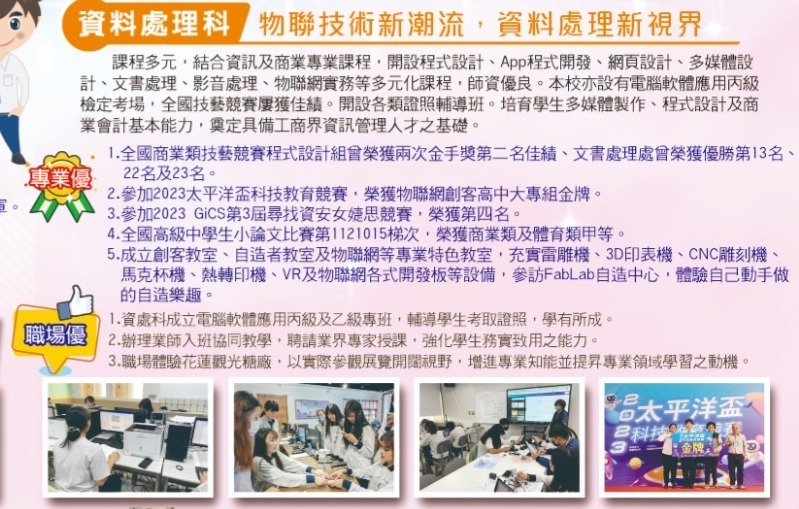 資料處理科 物聯技術新潮流，資料處理新視界
課程多元，結合資訊及商業專業課程，開設程式設計、App程式開發、網頁設計、多媒體設
計、文書處理、影音處理、物聯網實務等多元化課程，師資優良。本校亦設有電腦軟體應用丙級
檢定考場，全國技藝競賽屢獲佳績。開設各類證照輔導班。培育學生多媒體製作、程式設計及商
業會計基本能力，奠定具備工商界資訊管理人才之基礎。
專業優
1.全國商業類技藝競賽程式設計組曾榮獲兩次金手獎第二名佳績、文書處理處曾榮獲優勝第13名、
22名及23名。
2.參加2023太平洋盃科技教育競賽，榮獲物聯網創客高中大專組金牌。
3.參加2023 GiCS第3屆尋找資安女婕思競賽，榮獲第四名。
4.全國高級中學生小論文比賽第1121015梯次，榮獲商業類及體育類甲等。
5.成立創客教室、自造者教室及物聯網等專業特色教室，充實雷雕機、3D印表機、CNC雕刻機、
馬克杯機、熱轉印機、VR及物聯網各式開發板等設備，參訪FabLab自造中心，體驗自己動手做
的自造樂趣。
職場優
1.資處科成立電腦軟體應用丙級及乙級專班，輔導學生考取證照，學有所成。
2.辦理業師入班協同教學，聘請業界專家授課，強化學生務實致用之能力。
3.職場體驗花蓮觀光糖廠，以實際參觀展覽開闊視野，增進專業知能並提昇專業領域學習之動機。
2023
太平洋盃
科技
金牌